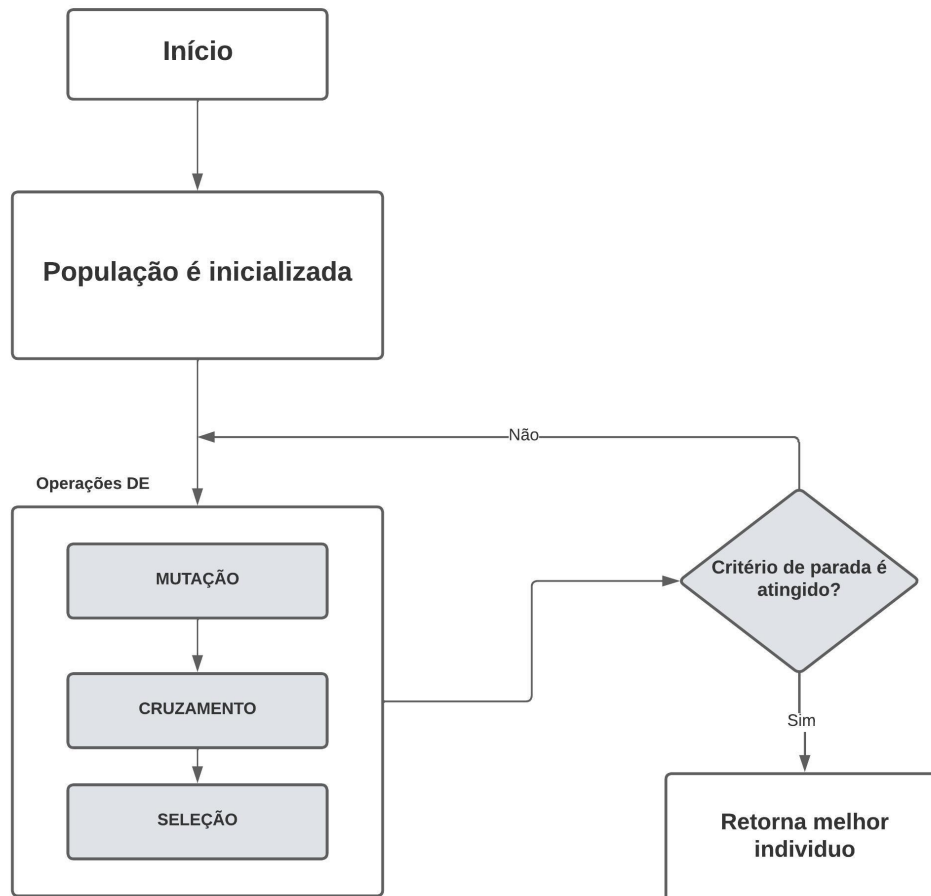 Início
População é inicializada
Não
Operações DE
MUTAÇÃO
Critério de parada é
atingido?
CRUZAMENTO
SELEÇÃO
Sim
Retorna melhor
individuo